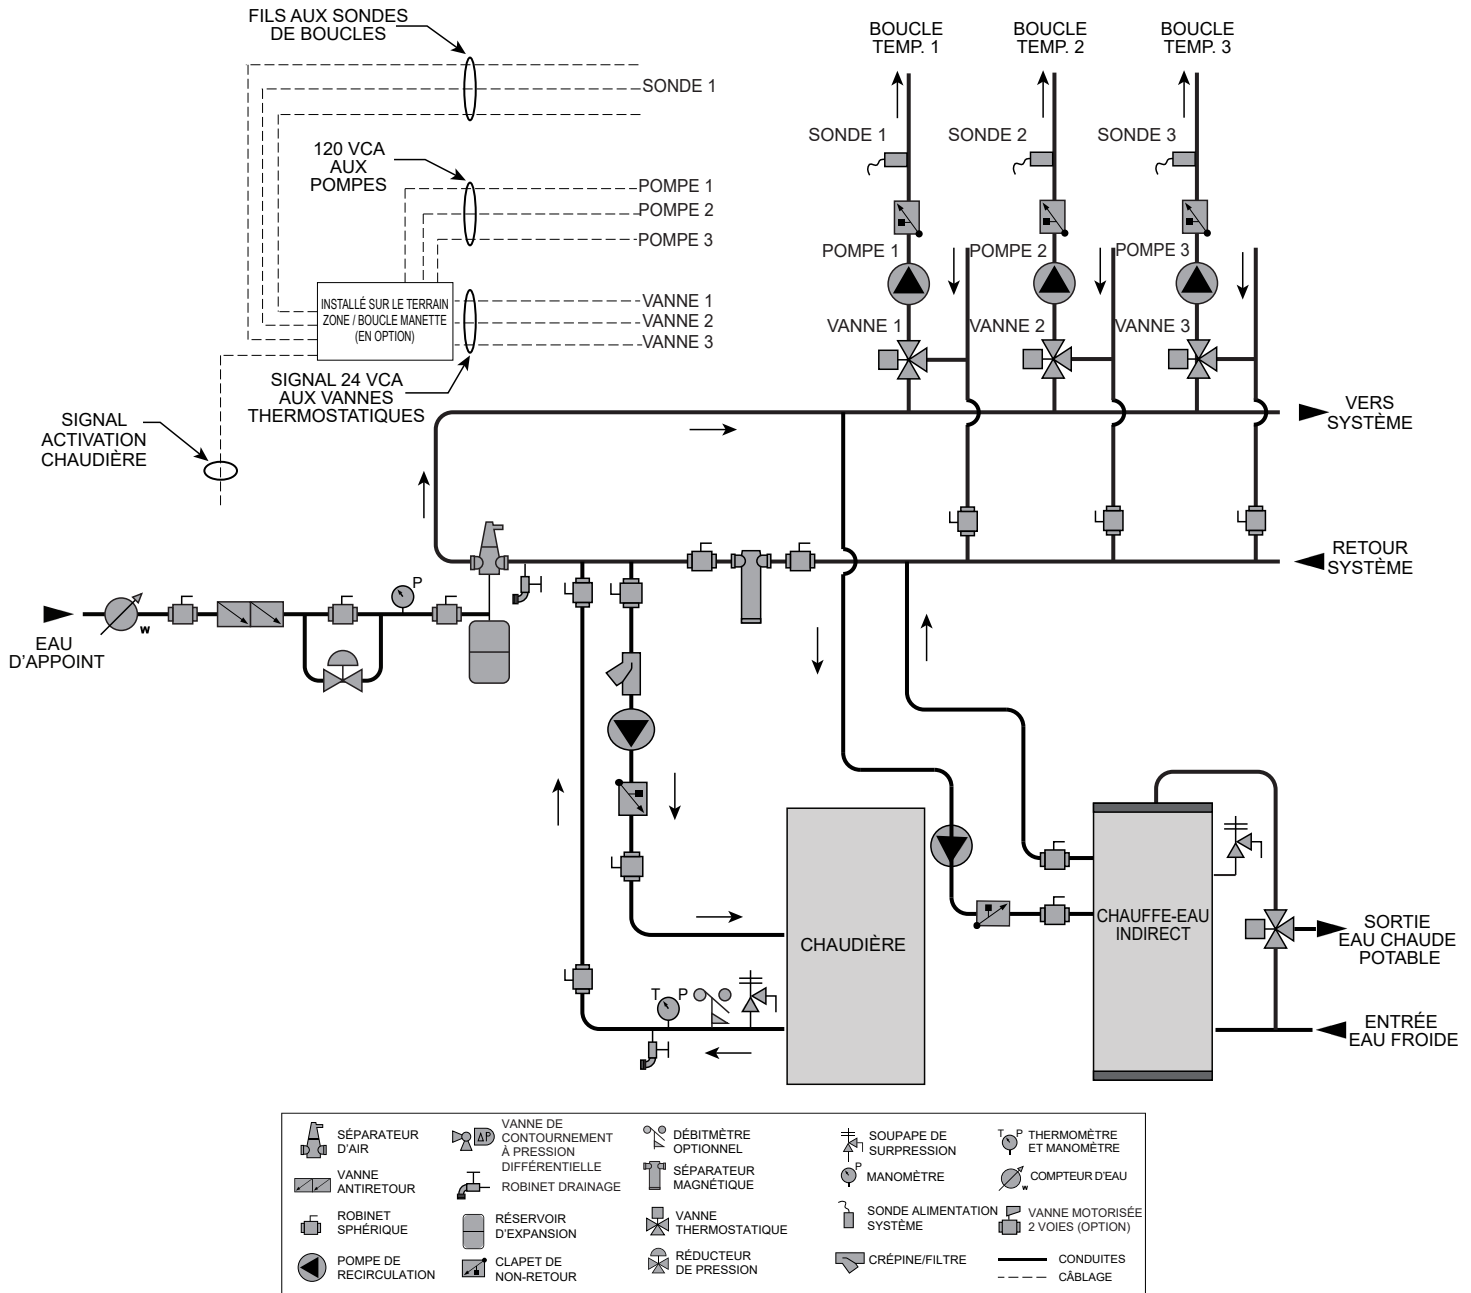 FILS AUX SONDES
DE BOUCLES
SONDE 1
120 VCA
AUX
POMPES
POMPE 1
POMPE 2
POMPE 3
INSTALLÉ SUR LE TERRAIN
ZONE / BOUCLE MANETTE
(EN OPTION)
VANNE 1
VANNE 2
VANNE 3
SIGNAL 24 VCA
AUX VANNES
THERMOSTATIQUES
SIGNAL
ACTIVATION
CHAUDIÈRE
BOUCLE
TEMP. 1
BOUCLE
TEMP. 2
BOUCLE
TEMP. 3
SONDE 1
SONDE 2
SONDE 3
POMPE 1
POMPE 2
POMPE 3
VANNE 1
VANNE 2
VANNE 3
VERS
SYSTÈME
RETOUR
SYSTÈME
P
W
EAU
D'APPOINT
CHAUDIÈRE
T P
CHAUFFE-EAU
INDIRECT
SORTIE
EAU CHAUDE
POTABLE
ENTRÉE
EAU FROIDE
SÉPARATEUR
D'AIR
VANNE
ANTIRETOUR
ROBINET
SPHÉRIQUE
POMPE DE
RECIRCULATION
ΔP
VANNE DE
CONTOURNEMENT
À PRESSION
DIFFÉRENTIELLE
ROBINET DRAINAGE
RÉSERVOIR
D'EXPANSION
CLAPET DE
NON-RETOUR
DÉBITMÈTRE
OPTIONNEL
SÉPARATEUR
MAGNÉTIQUE
VANNE
THERMOSTATIQUE
RÉDUCTEUR
DE PRESSION
SOUPAPE DE
SURPRESSION
P
MANOMÈTRE
SONDE ALIMENTATION
SYSTÈME
CRÉPINE/FILTRE
T P
THERMOMÈTRE
ET MANOMÈTRE
W
COMPTEUR D'EAU
VANNE MOTORISÉE
2 VOIES (OPTION)
CONDUITES
CÂBLAGE